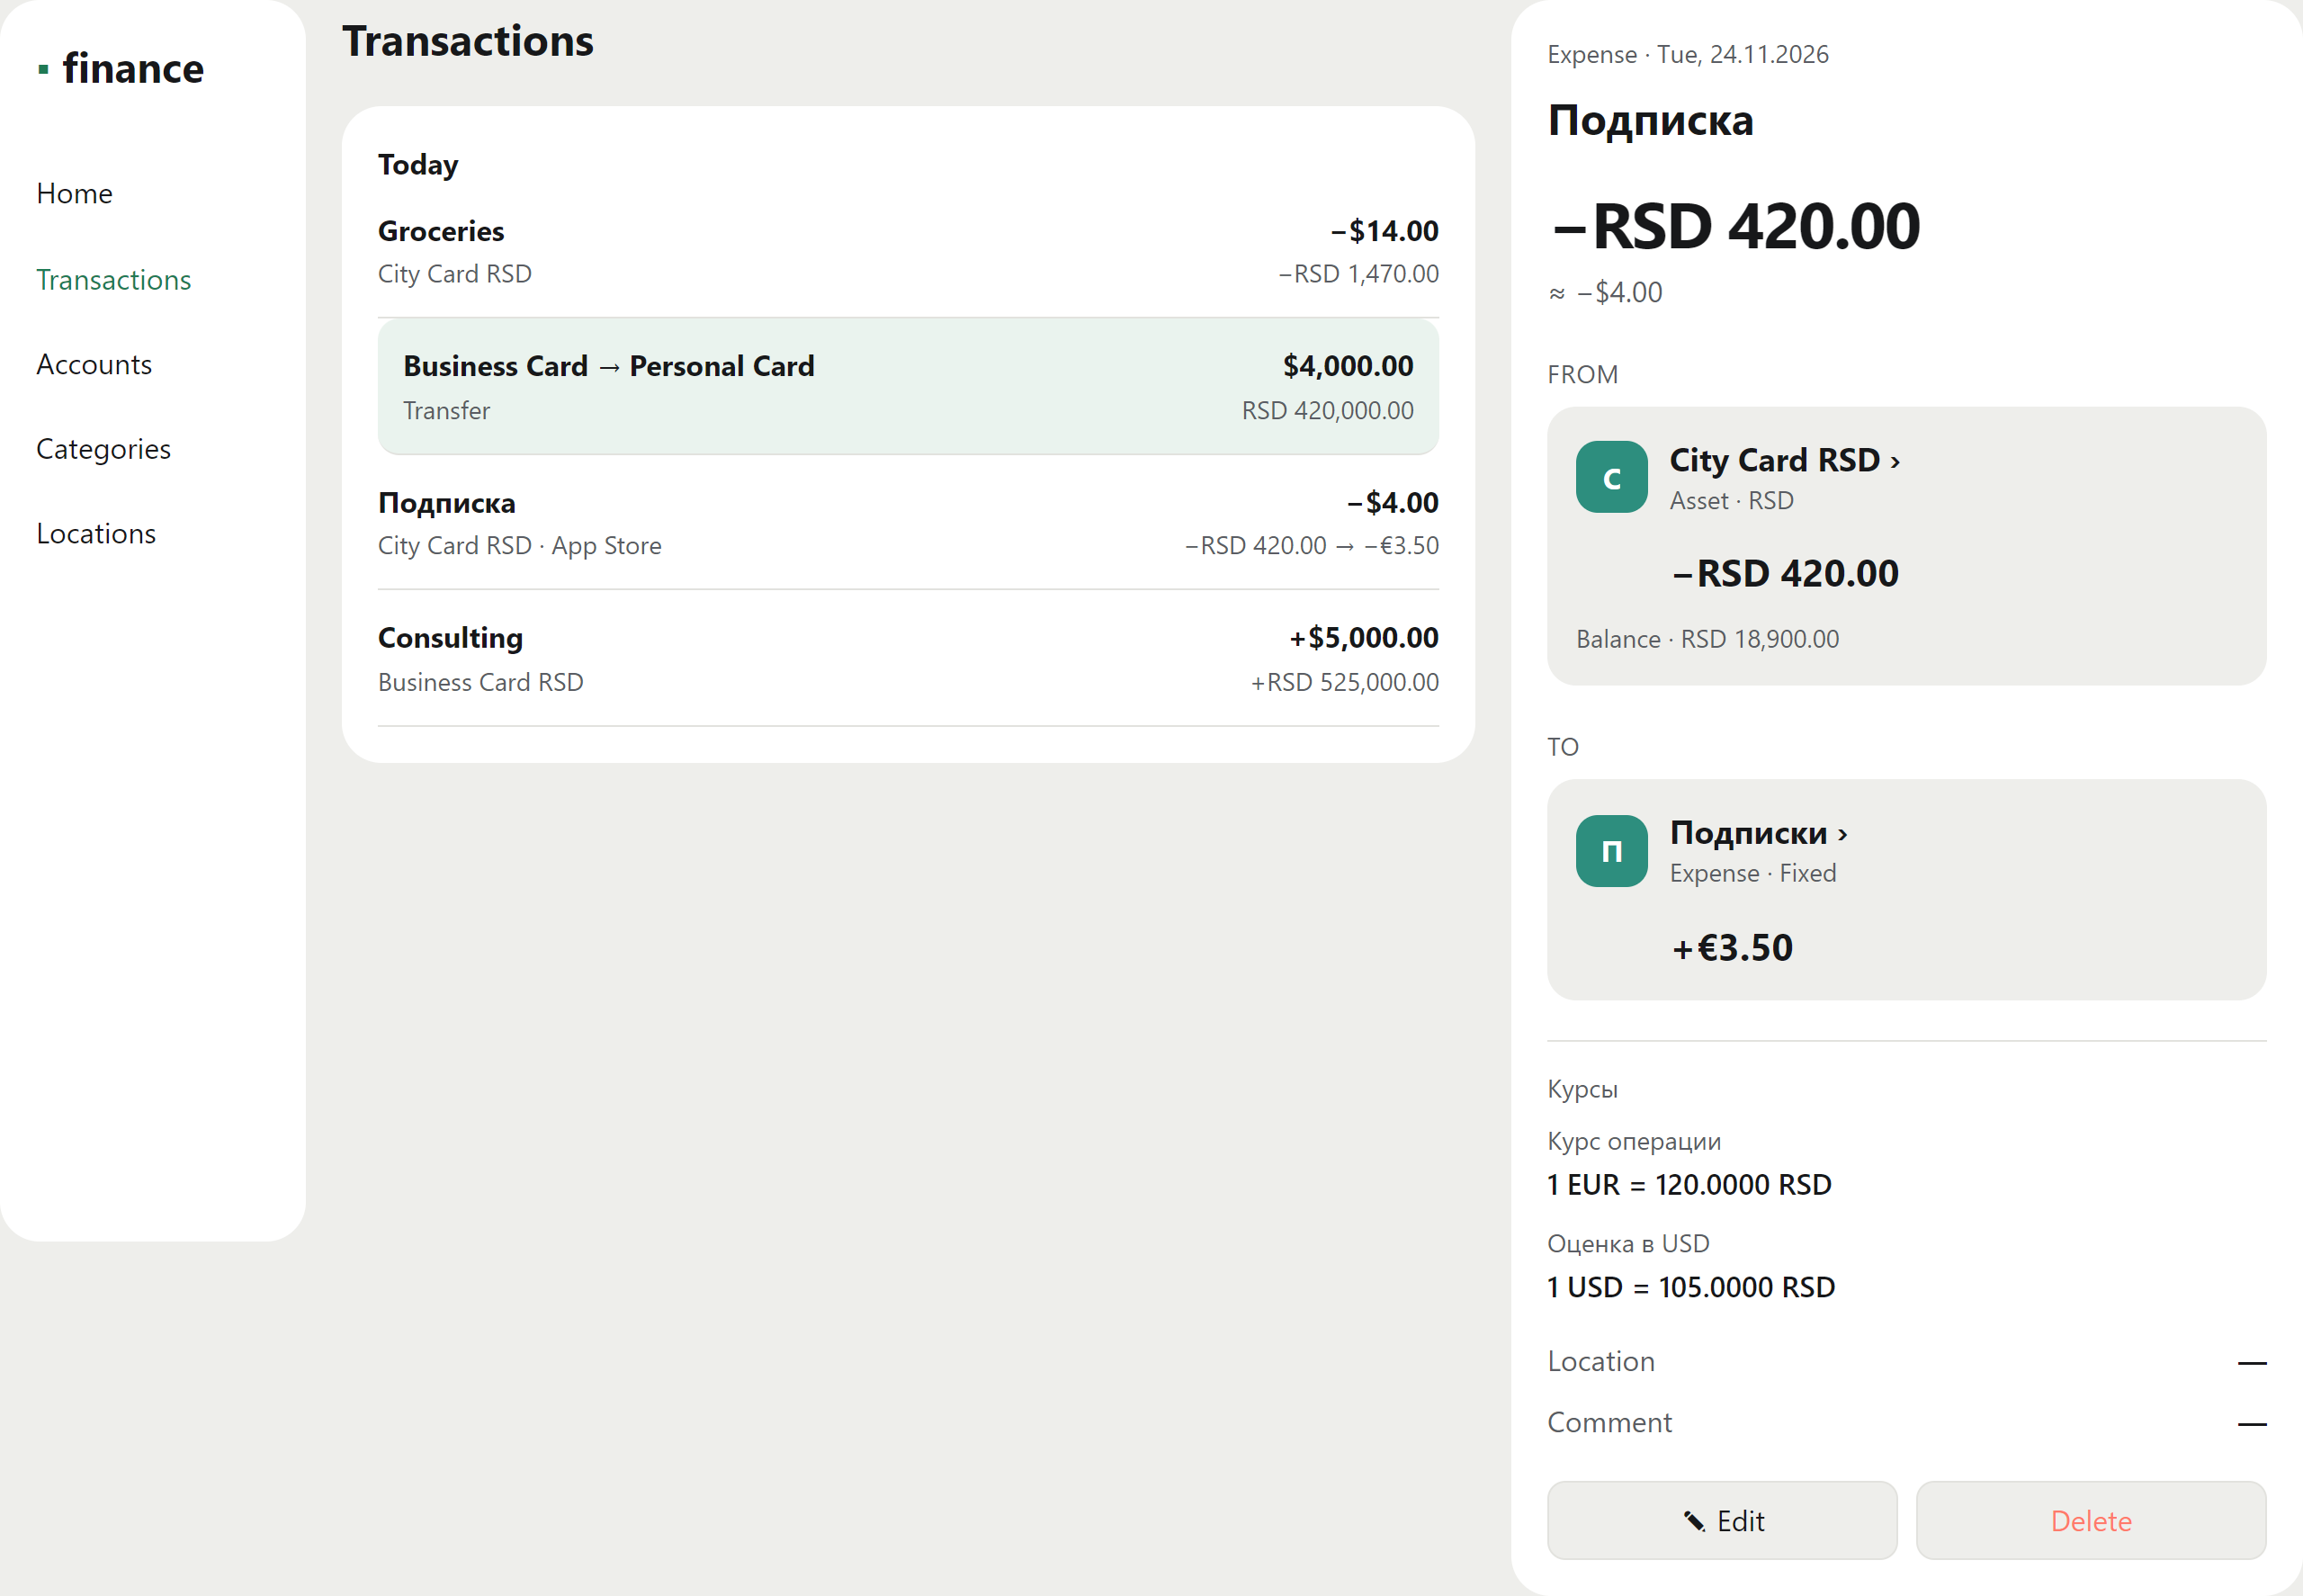 finance
Home
Transactions
Accounts
Categories
Locations
Transactions
Today
Groceries −$14.00
City Card RSD −RSD 1,470.00
Business Card → Personal Card $4,000.00
Transfer RSD 420,000.00
Подписка −$4.00
City Card RSD · App Store −RSD 420.00 → −€3.50
Consulting +$5,000.00
Business Card RSD +RSD 525,000.00
Expense · Tue, 24.11.2026
Подписка
−RSD 420.00
≈ −$4.00
FROM
C
City Card RSD ›
Asset · RSD
−RSD 420.00
Balance · RSD 18,900.00
TO
П
Подписки ›
Expense · Fixed
+€3.50
Курсы
Курс операции
1 EUR = 120.0000 RSD
Оценка в USD
1 USD = 105.0000 RSD
Location —
Comment —
✎ Edit
Delete